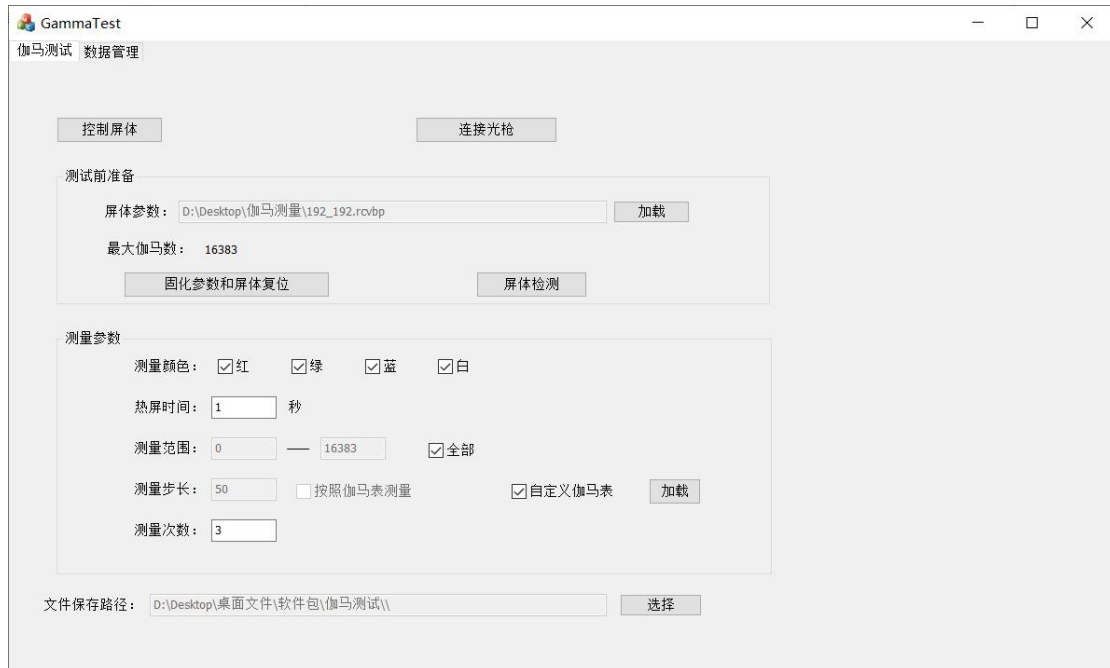 GammaTest
伽马测试 数据管理
控制屏体 连接光枪
测试前准备
屏体参数： D:\Desktop\伽马测量\192_192.rcvbp 加载
最大伽马数： 16383
固化参数和屏体复位 屏体检测
测量参数
测量颜色： 红 绿 蓝 白
热屏时间： 1 秒
测量范围： 0 — 16383 全部
测量步长： 50 按照伽马表测量 自定义伽马表 加载
测量次数： 3
文件保存路径： D:\Desktop\桌面文件\软件包\伽马测试\\ 选择